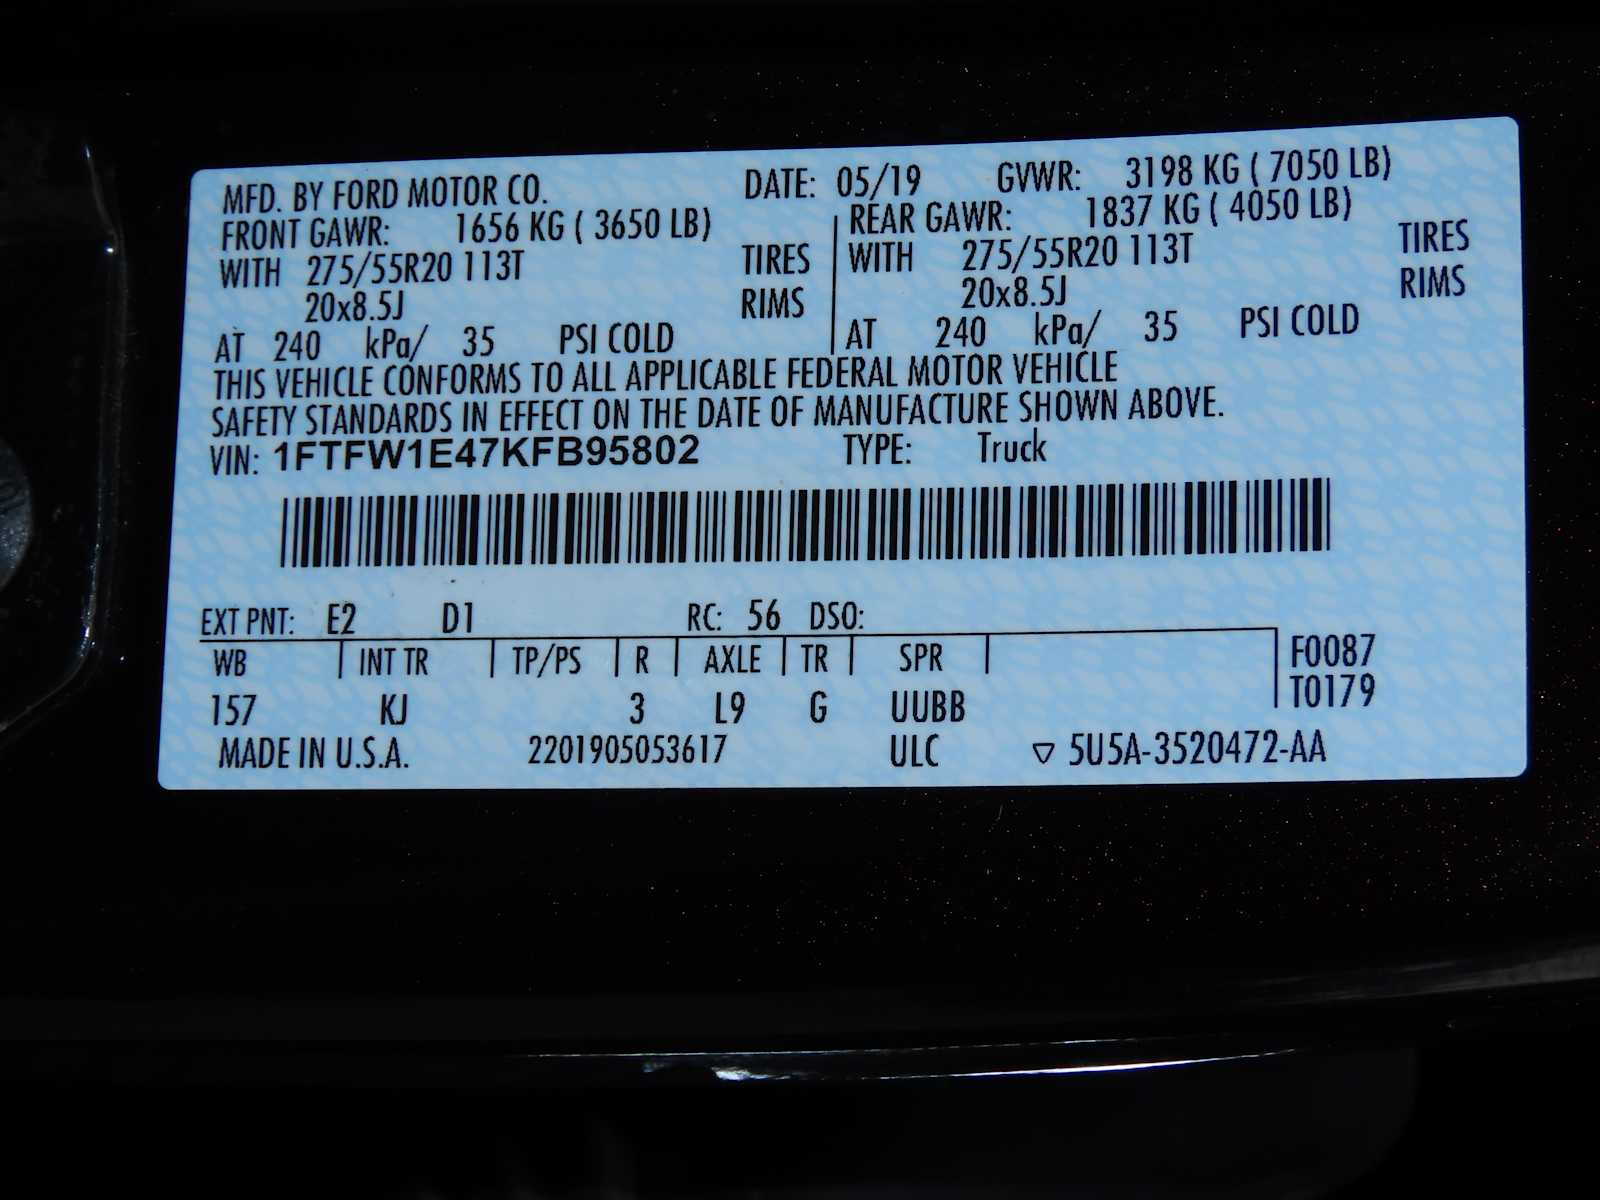 MFD. BY FORD MOTOR CO. DATE: 05/19 GVWR: 3198 KG ( 7050 LB)
FRONT GAWR: 1656 KG ( 3650 LB) REAR GAWR: 1837 KG ( 4050 LB)
WITH 275/55R20 113T TIRES WITH 275/55R20 113T TIRES
20x8.5J RIMS 20x8.5J RIMS
AT 240 kPa/ 35 PSI COLD AT 240 kPa/ 35 PSI COLD
THIS VEHICLE CONFORMS TO ALL APPLICABLE FEDERAL MOTOR VEHICLE
SAFETY STANDARDS IN EFFECT ON THE DATE OF MANUFACTURE SHOWN ABOVE.
VIN: 1FTFW1E47KFB95802 TYPE: Truck
EXT PNT: E2 D1 RC: 56 DSO:
WB INT TR TP/PS R AXLE TR SPR F0087
T0179
157 KJ 3 L9 G UUBB
MADE IN U.S.A. 2201905053617 ULC ▽ 5U5A-3520472-AA